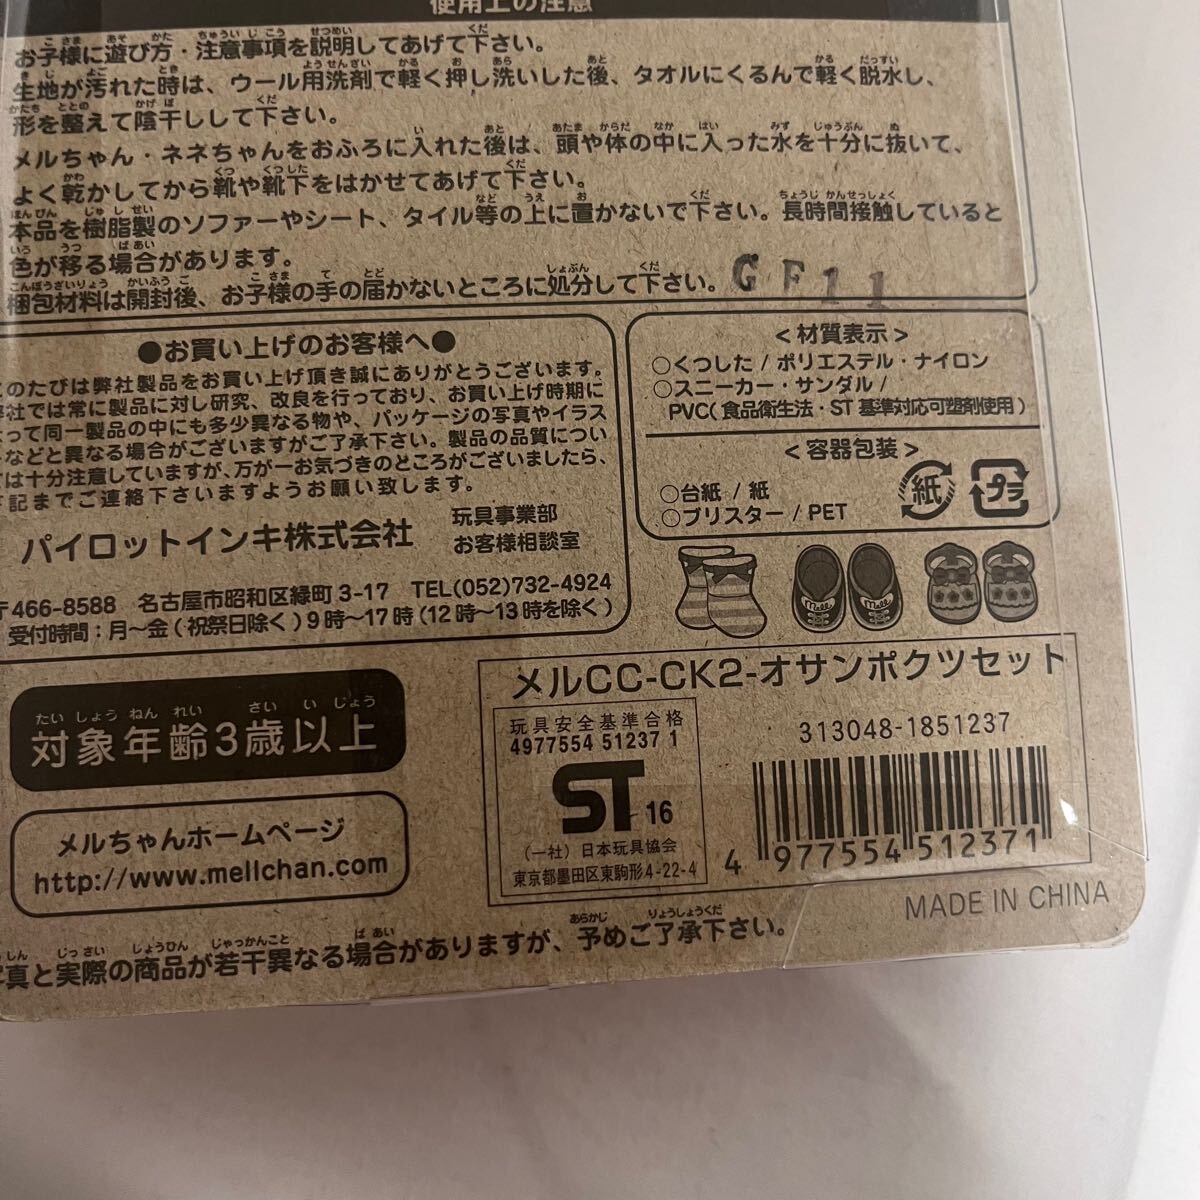 使用上の注意
お子様に遊び方・注意事項を説明してあげて下さい。
生地が汚れた時は、ウール用洗剤で軽く押し洗いした後、タオルにくるんで軽く脱水し、
形を整えて陰干しして下さい。
メルちゃん・ネネちゃんをおふろに入れた後は、頭や体の中に入った水を十分に抜いて、
よく乾かしてから靴や靴下をはかせてあげて下さい。
本品を樹脂製のソファーやシート、タイル等の上に置かないで下さい。長時間接触していると
色が移る場合があります。
梱包材料は開封後、お子様の手の届かないところに処分して下さい。
GF11
●お買い上げのお客様へ●
このたびは弊社製品をお買い上げ頂き誠にありがとうございます。
弊社では常に製品に対し研究、改良を行っており、お買い上げ時期に
よって同一製品の中にも多少異なる物や、パッケージの写真やイラス
トなどと異なる場合がございますがご了承下さい。製品の品質につい
ては十分注意していますが、万が一お気づきのところがございましたら、
下記までご連絡下さいますようお願い致します。
パイロットインキ株式会社 玩具事業部
お客様相談室
〒466-8588 名古屋市昭和区緑町3-17 TEL(052)732-4924
受付時間：月～金(祝祭日除く)9時～17時(12時～13時を除く)
<材質表示>
○くつした/ポリエステル・ナイロン
○スニーカー・サンダル/
PVC(食品衛生法・ST基準対応可塑剤使用)
<容器包装>
○台紙/紙
○ブリスター/PET
紙
プラ
Mell
Mell
対象年齢3歳以上
メルちゃんホームページ
http://www.mellchan.com
メルCC-CK2-オサンポクツセット
玩具安全基準合格
4977554 51237 1
ST 16
(一社)日本玩具協会
東京都墨田区東駒形4-22-4
313048-1851237
4 977554 512371
MADE IN CHINA
写真と実際の商品が若干異なる場合がありますが、予めご了承下さい。